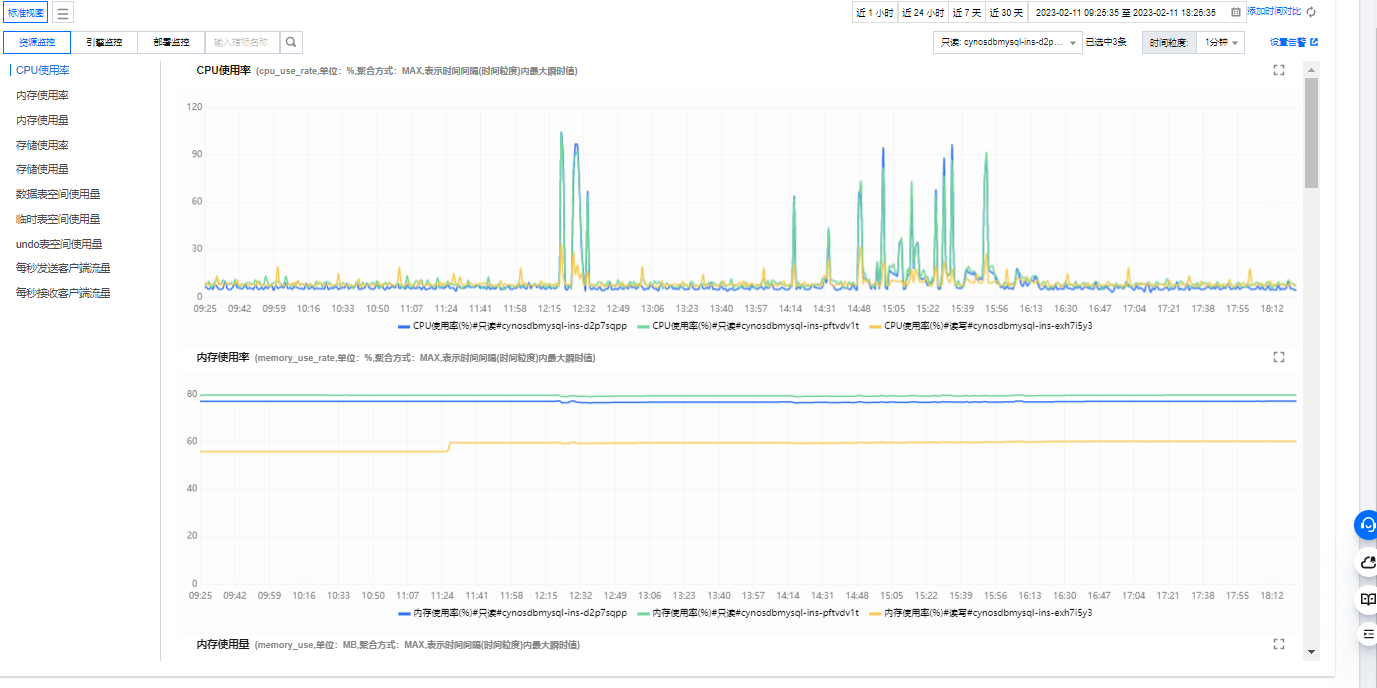 标准视图
近 1 小时 近 24 小时 近 7 天 近 30 天 2023-02-11 09:25:35 至 2023-02-11 18:25:35 添加时间对比
资源监控 引擎监控 部署监控 输入指标名称
只读: cynosdbmysql-ins-d2p... 已选中3条 时间粒度: 1分钟 设置告警
CPU使用率
内存使用率
内存使用量
存储使用率
存储使用量
数据表空间使用量
临时表空间使用量
undo表空间使用量
每秒发送客户端流量
每秒接收客户端流量
CPU使用率 (cpu_use_rate,单位：%,聚合方式：MAX,表示时间间隔(时间粒度)内最大瞬时值)
120
90
60
30
0
09:25 09:42 09:59 10:16 10:33 10:50 11:07 11:24 11:41 11:58 12:15 12:32 12:49 13:06 13:23 13:40 13:57 14:14 14:31 14:48 15:05 15:22 15:39 15:56 16:13 16:30 16:47 17:04 17:21 17:38 17:55 18:12
CPU使用率(%)#只读#cynosdbmysql-ins-d2p7sqpp CPU使用率(%)#只读#cynosdbmysql-ins-pftvdv1t CPU使用率(%)#读写#cynosdbmysql-ins-exh7i5y3
内存使用率 (memory_use_rate,单位：%,聚合方式：MAX,表示时间间隔(时间粒度)内最大瞬时值)
80
60
40
20
0
09:25 09:42 09:59 10:16 10:33 10:50 11:07 11:24 11:41 11:58 12:15 12:32 12:49 13:06 13:23 13:40 13:57 14:14 14:31 14:48 15:05 15:22 15:39 15:56 16:13 16:30 16:47 17:04 17:21 17:38 17:55 18:12
内存使用率(%)#只读#cynosdbmysql-ins-d2p7sqpp 内存使用率(%)#只读#cynosdbmysql-ins-pftvdv1t 内存使用率(%)#读写#cynosdbmysql-ins-exh7i5y3
内存使用量 (memory_use,单位：MB,聚合方式：MAX,表示时间间隔(时间粒度)内最大瞬时值)